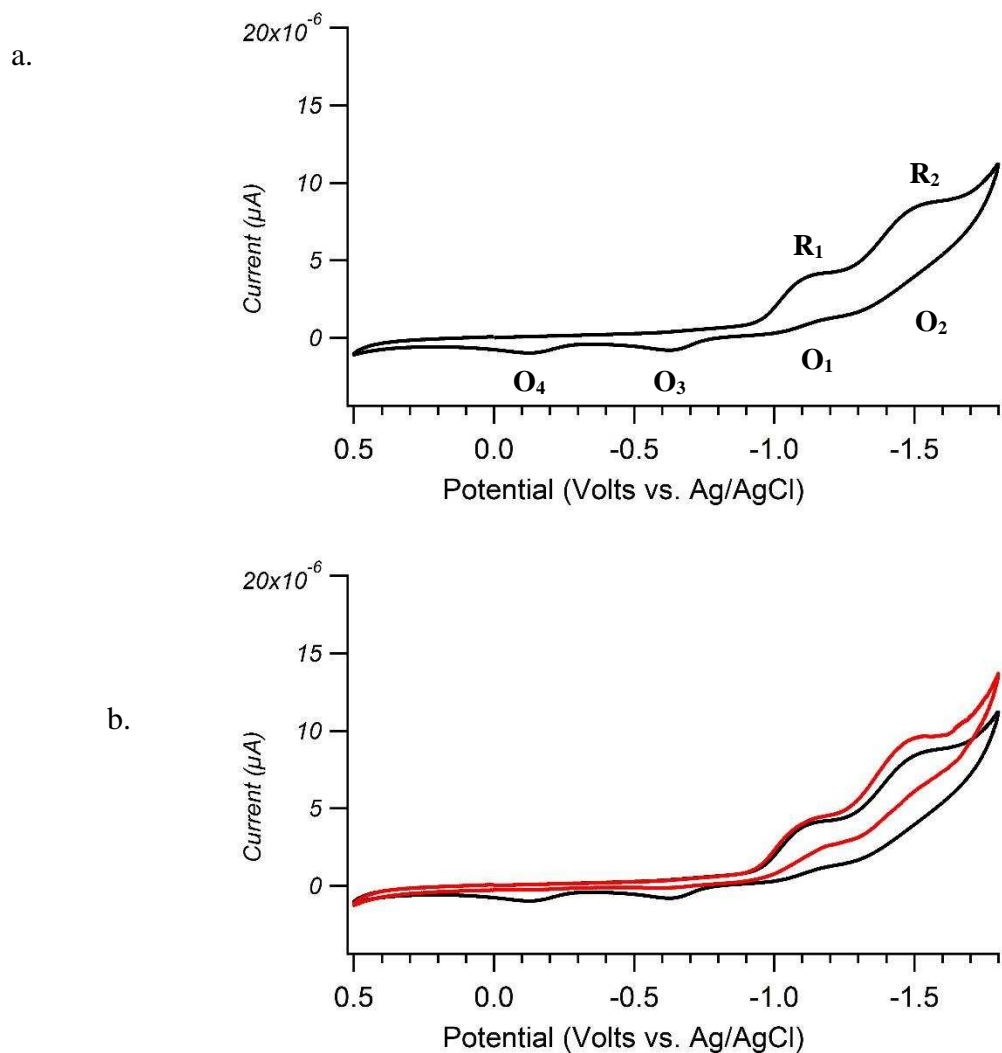 a.
20x10⁻⁶
15
10
5
0
Current (µA)
R₁
R₂
O₄
O₃
O₁
O₂
0.5
0.0
-0.5
-1.0
-1.5
Potential (Volts vs. Ag/AgCl)
b.
20x10⁻⁶
15
10
5
0
Current (µA)
0.5
0.0
-0.5
-1.0
-1.5
Potential (Volts vs. Ag/AgCl)